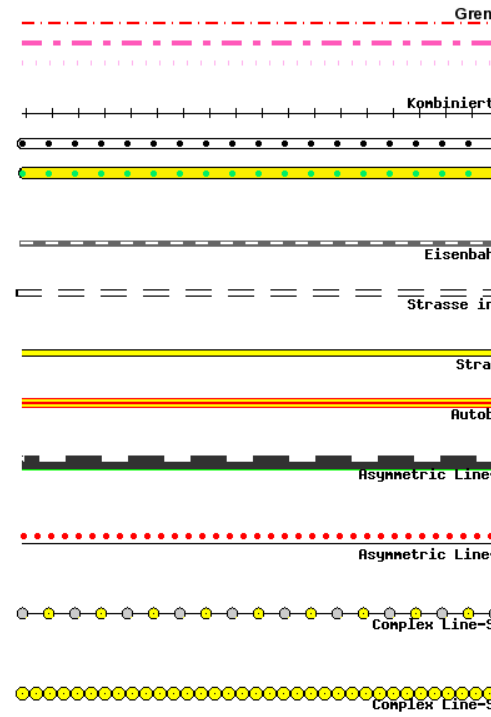 Gren
Kombiniert
Eisenbah
Strasse in
Stra
Autob
Asymmetric Line-
Asymmetric Line-
Complex Line-S
Complex Line-S